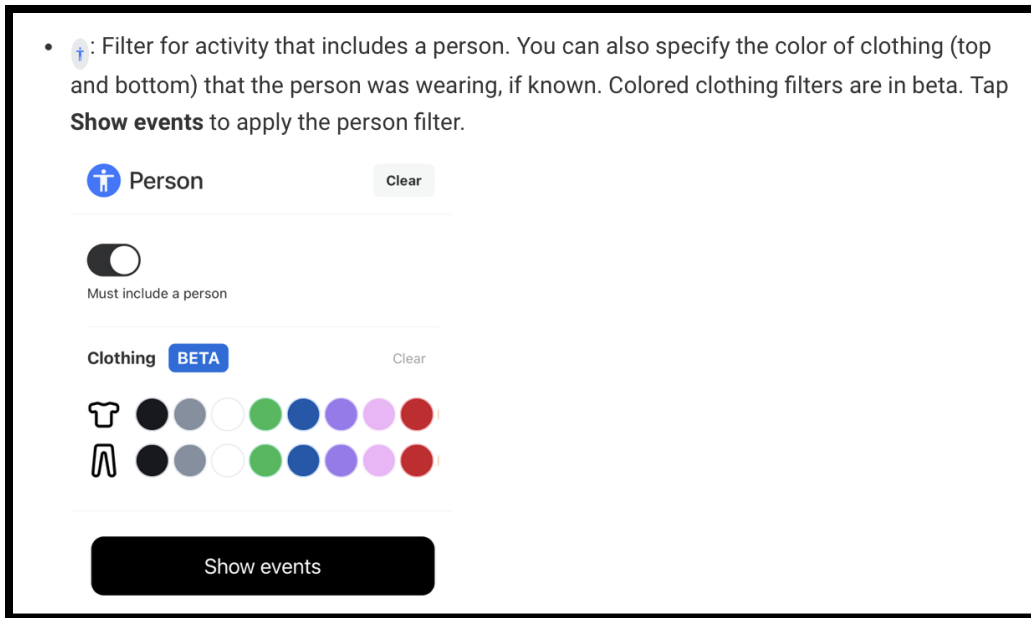 : Filter for activity that includes a person. You can also specify the color of clothing (top
and bottom) that the person was wearing, if known. Colored clothing filters are in beta. Tap
Show events to apply the person filter.
Person
Clear
Must include a person
Clothing BETA
Clear
Show events